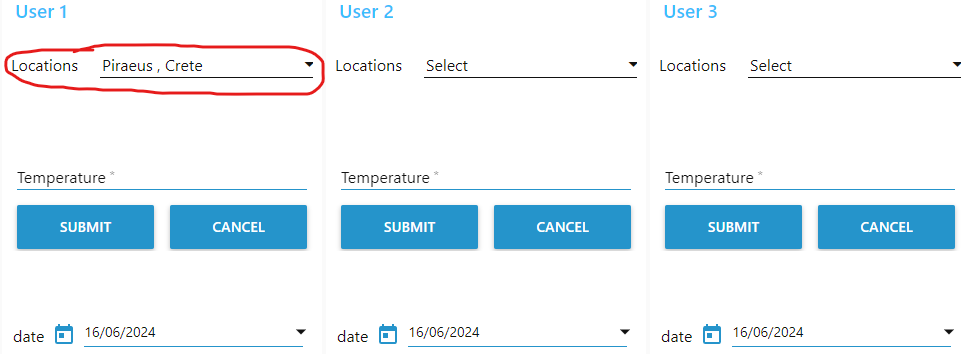 User 1 User 2 User 3
Locations Piraeus , Crete Locations Select Locations Select
Temperature * Temperature * Temperature *
SUBMIT CANCEL SUBMIT CANCEL SUBMIT CANCEL
date 16/06/2024 date 16/06/2024 date 16/06/2024